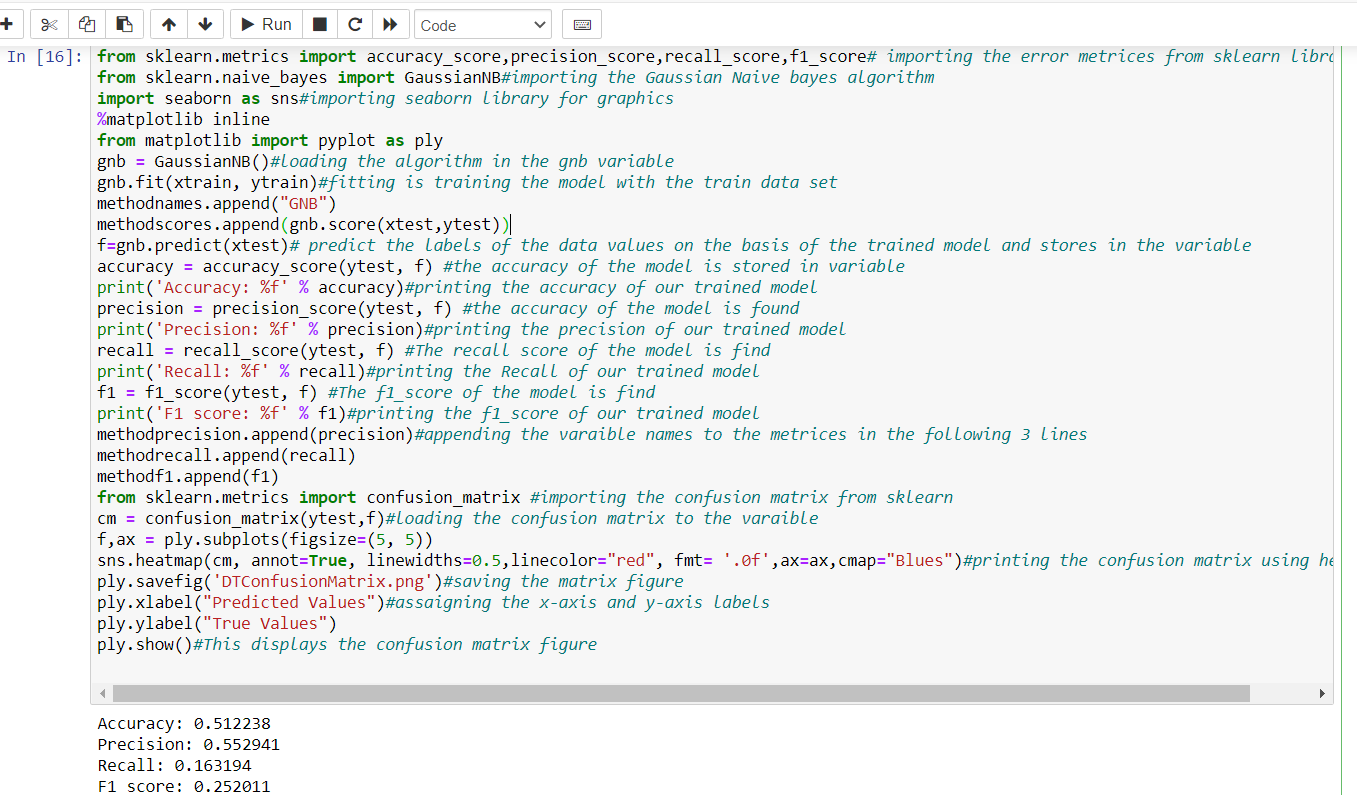 Run
Code
In [16]:
from sklearn.metrics import accuracy_score,precision_score,recall_score,f1_score# importing the error metrices from sklearn
from sklearn.naive_bayes import GaussianNB#importing the Gaussian Naive bayes algorithm
import seaborn as sns#importing seaborn library for graphics
%matplotlib inline
from matplotlib import pyplot as ply
gnb = GaussianNB()#loading the algorithm in the gnb variable
gnb.fit(xtrain, ytrain)#fitting is training the model with the train data set
methodnames.append("GNB")
methodscores.append(gnb.score(xtest,ytest))
f=gnb.predict(xtest)# predict the labels of the data values on the basis of the trained model and stores in the variable
accuracy = accuracy_score(ytest, f) #the accuracy of the model is stored in variable
print('Accuracy: %f' % accuracy)#printing the accuracy of our trained model
precision = precision_score(ytest, f) #the accuracy of the model is found
print('Precision: %f' % precision)#printing the precision of our trained model
recall = recall_score(ytest, f) #The recall score of the model is find
print('Recall: %f' % recall)#printing the Recall of our trained model
f1 = f1_score(ytest, f) #The f1_score of the model is find
print('F1 score: %f' % f1)#printing the f1_score of our trained model
methodprecision.append(precision)#appending the varaible names to the metrices in the following 3 lines
methodrecall.append(recall)
methodf1.append(f1)
from sklearn.metrics import confusion_matrix #importing the confusion matrix from sklearn
cm = confusion_matrix(ytest,f)#loading the confusion matrix to the varaible
f,ax = ply.subplots(figsize=(5, 5))
sns.heatmap(cm, annot=True, linewidths=0.5,linecolor="red", fmt= '.0f',ax=ax,cmap="Blues")#printing the confusion matrix using
ply.savefig('DTConfusionMatrix.png')#saving the matrix figure
ply.xlabel("Predicted Values")#assaigning the x-axis and y-axis labels
ply.ylabel("True Values")
ply.show()#This displays the confusion matrix figure
Accuracy: 0.512238
Precision: 0.552941
Recall: 0.163194
F1 score: 0.252011